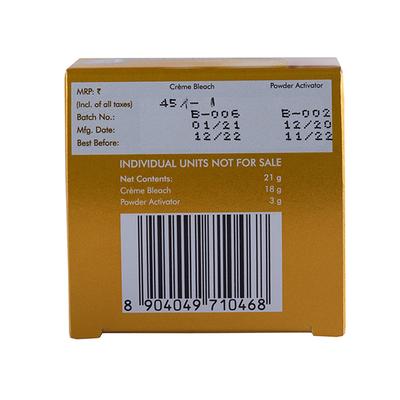 Crème Bleach Powder Activator
MRP: ₹
(Incl. of all taxes) 45/-
Batch No.: B-006 B-002
Mfg. Date: 01/21 12/20
Best Before: 12/22 11/22
INDIVIDUAL UNITS NOT FOR SALE
Net Contents: 21 g
Crème Bleach 18 g
Powder Activator 3 g
8 904049 710468